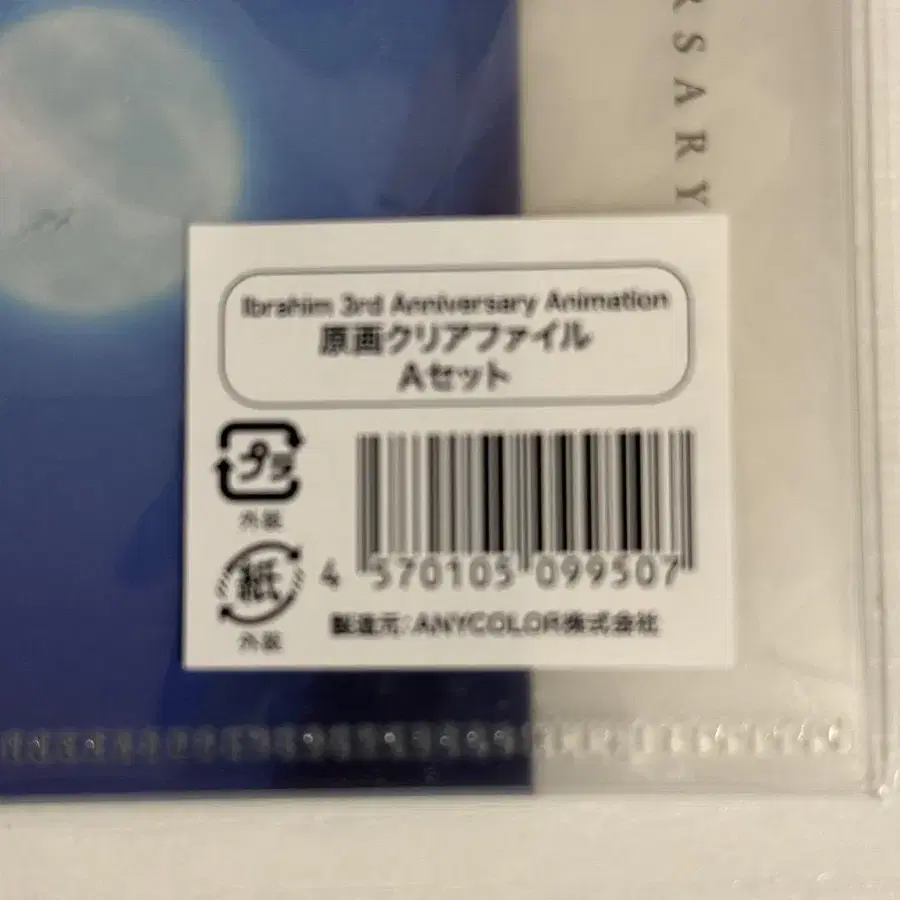 RSARY
Ibrahim 3rd Anniversary Animation
原画クリアファイル
Aセット
プラ
外装
紙
外装
4 570105 099507
製造元:ANYCOLOR株式会社